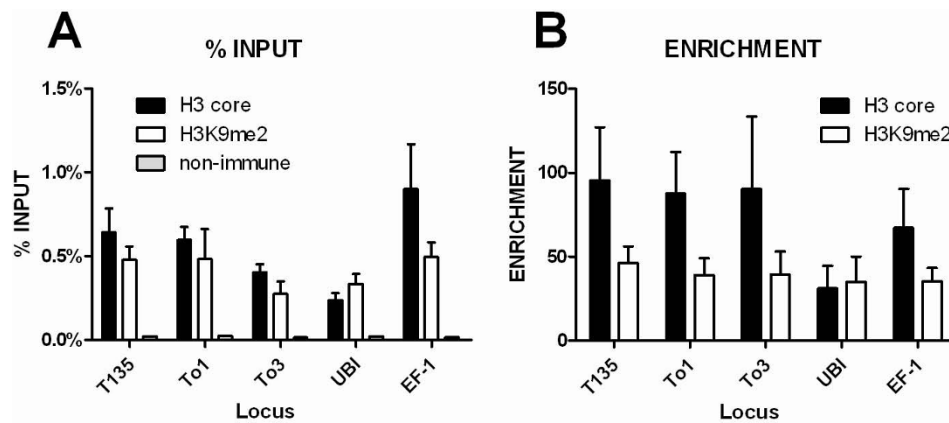 A
% INPUT
1.5%
1.0%
0.5%
0.0%
% INPUT
H3 core
H3K9me2
non-immune
T135
To1
To3
UBI
EF-1
Locus
B
ENRICHMENT
150
100
50
0
ENRICHMENT
H3 core
H3K9me2
T135
To1
To3
UBI
EF-1
Locus